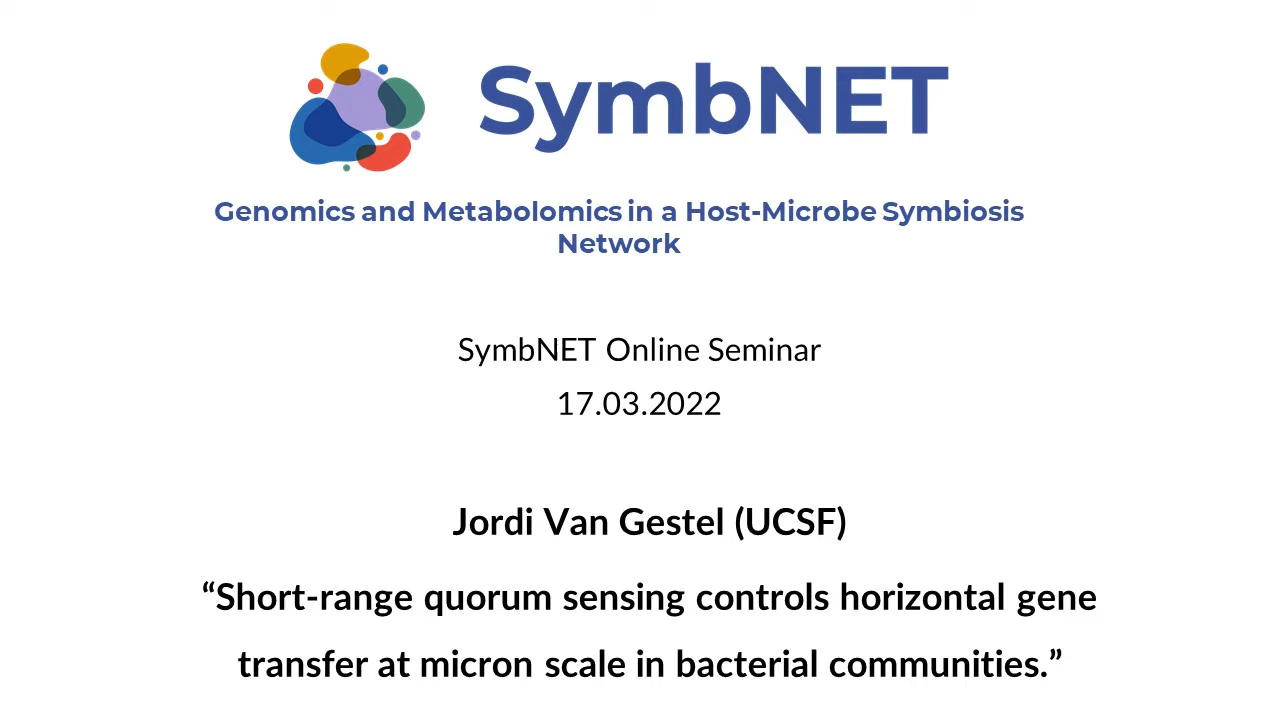 SymbNET
Genomics and Metabolomics in a Host-Microbe Symbiosis
Network
SymbNET Online Seminar
17.03.2022
Jordi Van Gestel (UCSF)
“Short-range quorum sensing controls horizontal gene
transfer at micron scale in bacterial communities.”